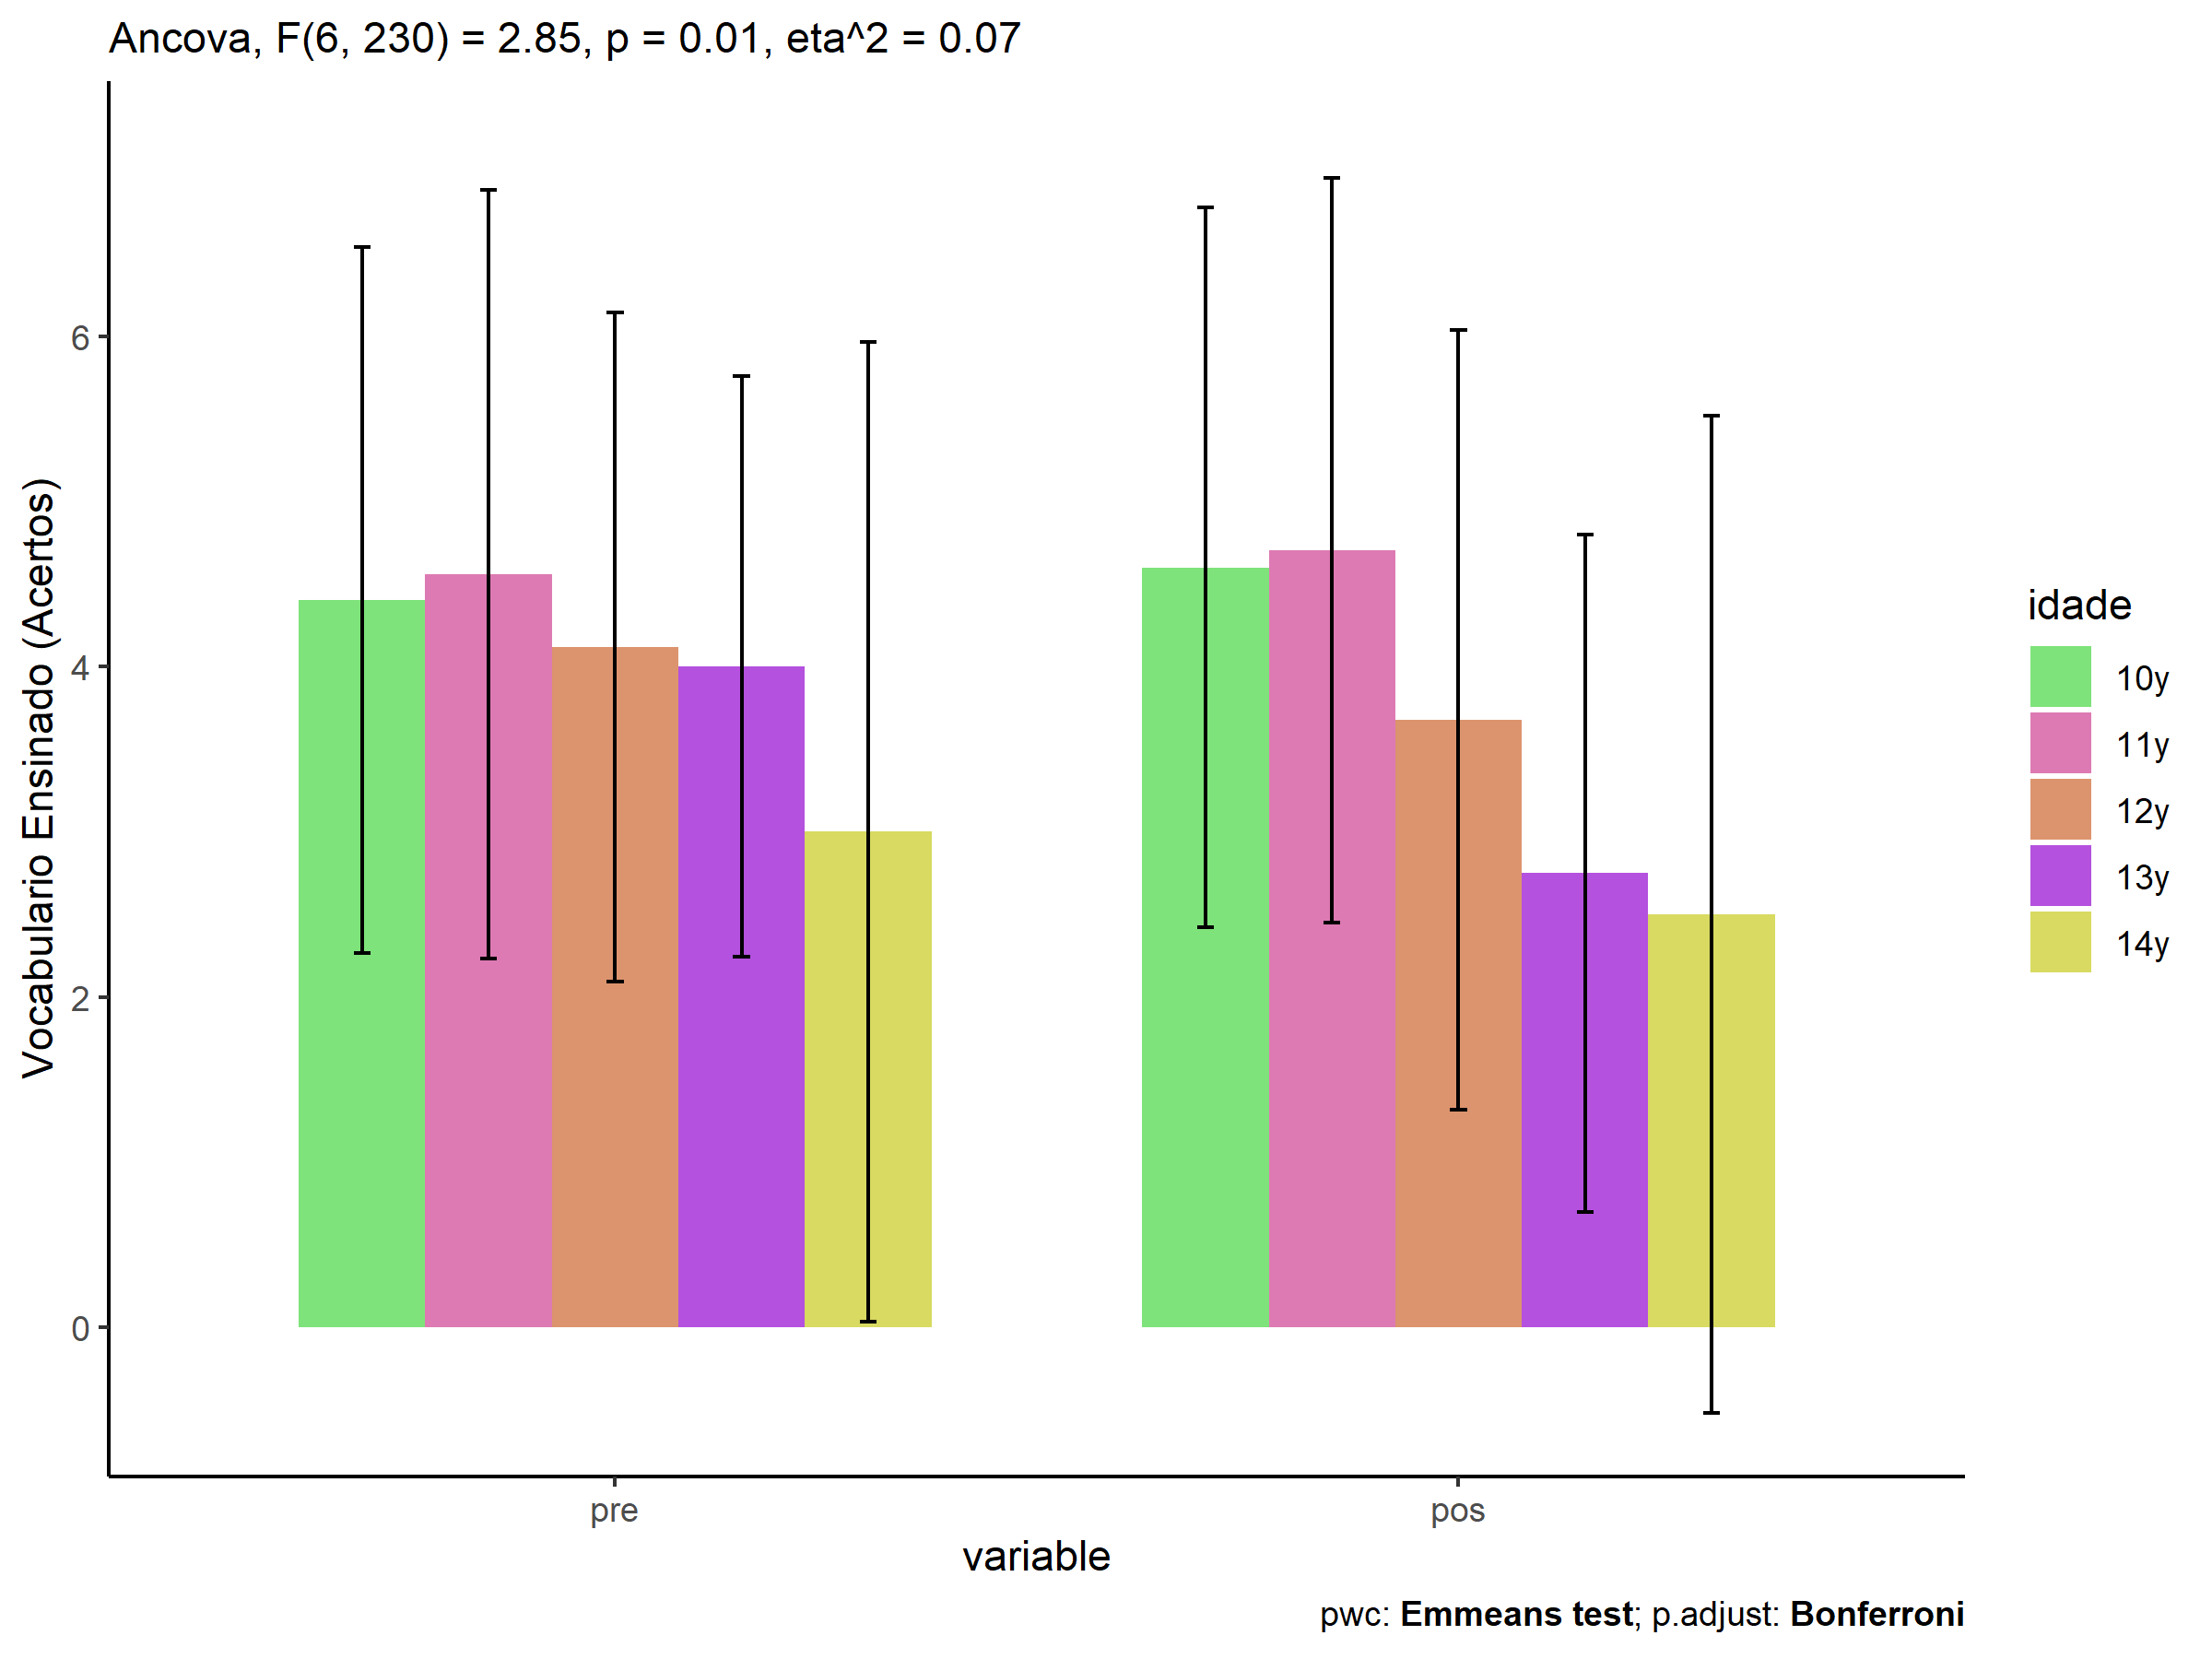 Ancova, F(6, 230) = 2.85, p = 0.01, eta^2 = 0.07
Vocabulario Ensinado (Acertos)
6
4
2
0
pre
pos
variable
idade
10y
11y
12y
13y
14y
pwc: Emmeans test; p.adjust: Bonferroni